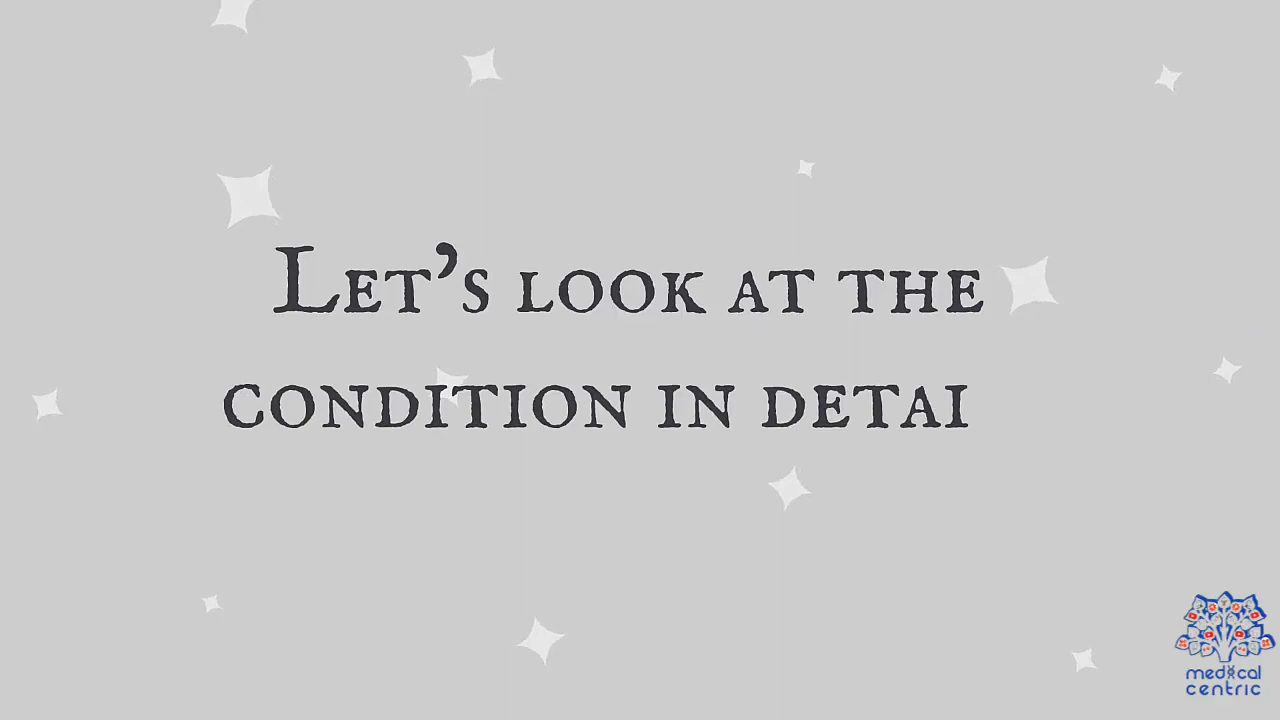 Let's look at the
condition in detai
medical
centric